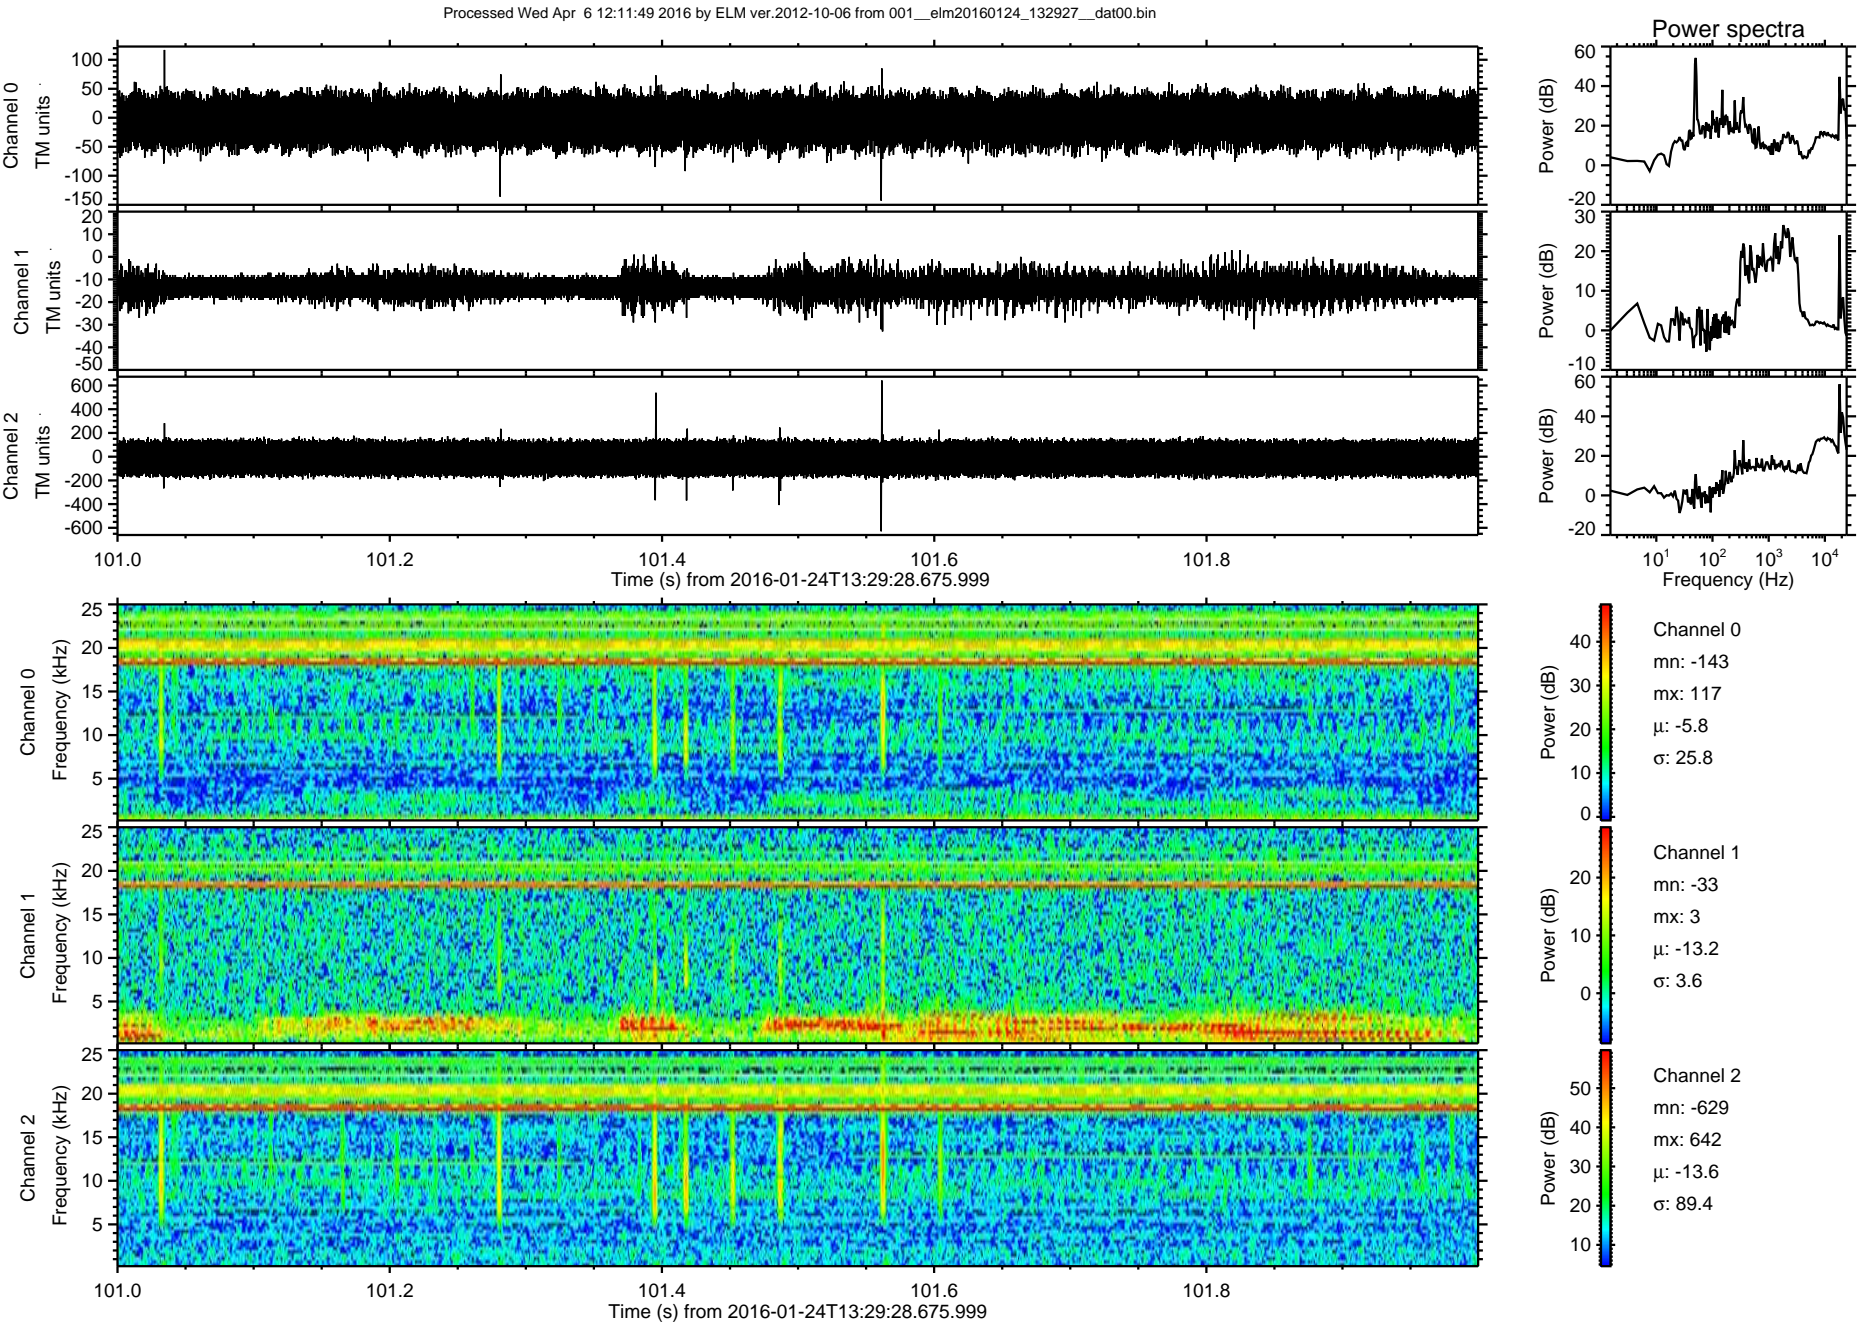 Processed Wed Apr  6 12:11:49 2016 by ELM ver.2012-10-06 from 001__elm20160124_132927__dat00.bin
Power spectra
Channel 0
TM units
100
50
0
-50
-100
-150
Power (dB)
60
40
20
0
-20
Channel 1
TM units
20
10
0
-10
-20
-30
-40
-50
Power (dB)
30
20
10
0
-10
Channel 2
TM units
600
400
200
0
-200
-400
-600
Power (dB)
60
40
20
0
-20
101.0 101.2 101.4 101.6 101.8
Time (s) from 2016-01-24T13:29:28.675.999
10¹ 10² 10³ 10⁴
Frequency (Hz)
Channel 0
Frequency (kHz)
25
20
15
10
5
Power (dB)
40
30
20
10
0
Channel 0
mn: -143
mx: 117
μ: -5.8
σ: 25.8
Channel 1
Frequency (kHz)
25
20
15
10
5
Power (dB)
20
10
0
Channel 1
mn: -33
mx: 3
μ: -13.2
σ: 3.6
Channel 2
Frequency (kHz)
25
20
15
10
5
Power (dB)
50
40
30
20
10
Channel 2
mn: -629
mx: 642
μ: -13.6
σ: 89.4
101.0 101.2 101.4 101.6 101.8
Time (s) from 2016-01-24T13:29:28.675.999